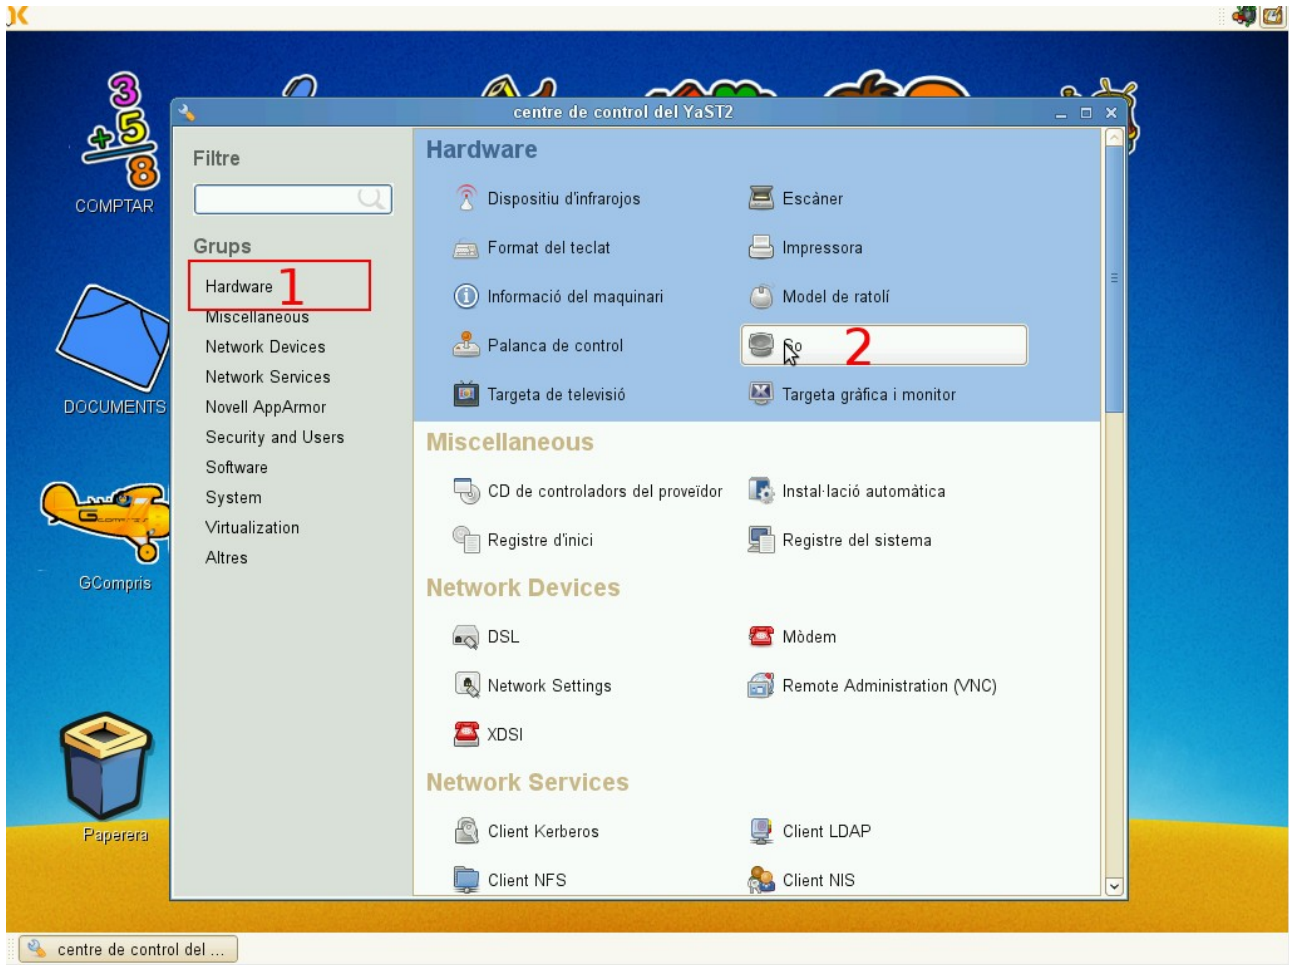 centre de control del YaST2
COMPTAR
DOCUMENTS
GCompris
Paperera
Filtre
Grups
Hardware 1
Miscellaneous
Network Devices
Network Services
Novell AppArmor
Security and Users
Software
System
Virtualization
Altres
Hardware
Dispositiu d'infrarojos Escàner
Format del teclat Impressora
Informació del maquinari Model de ratolí
Palanca de control So 2
Targeta de televisió Targeta gràfica i monitor
Miscellaneous
CD de controladors del proveïdor Instal·lació automàtica
Registre d'inici Registre del sistema
Network Devices
DSL Mòdem
Network Settings Remote Administration (VNC)
XDSI
Network Services
Client Kerberos Client LDAP
Client NFS Client NIS
centre de control del ...